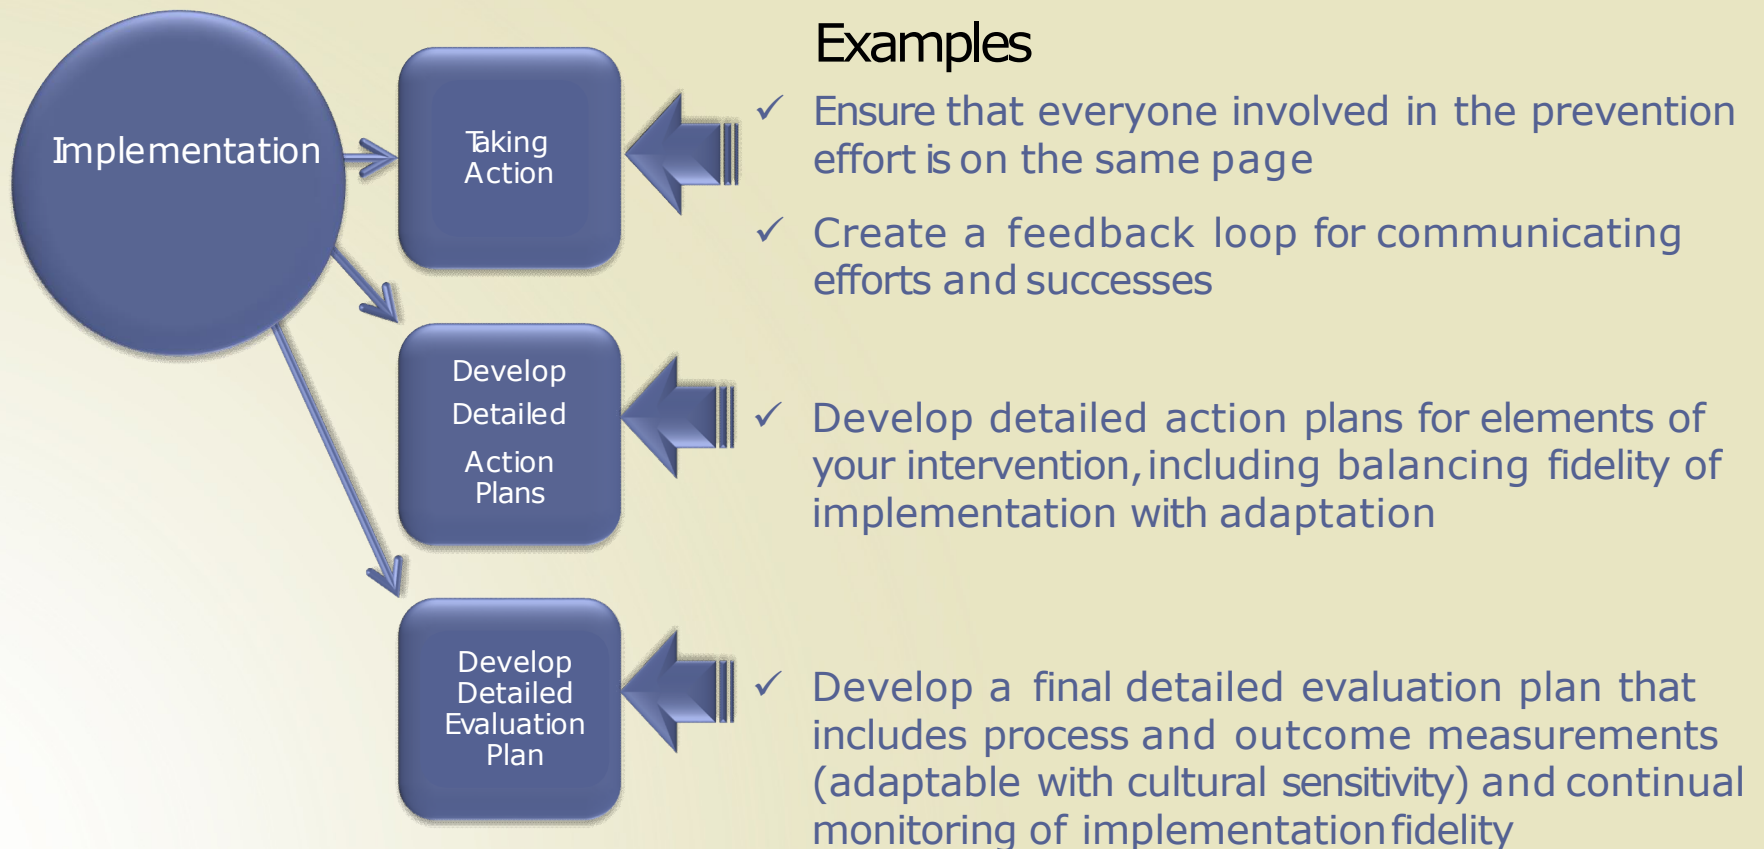 Examples
Implementation
Taking
Action
✓ Ensure that everyone involved in the prevention
effort is on the same page
✓ Create a feedback loop for communicating
efforts and successes
Develop
Detailed
Action
Plans
✓ Develop detailed action plans for elements of
your intervention, including balancing fidelity of
implementation with adaptation
Develop
Detailed
Evaluation
Plan
✓ Develop a final detailed evaluation plan that
includes process and outcome measurements
(adaptable with cultural sensitivity) and continual
monitoring of implementation fidelity